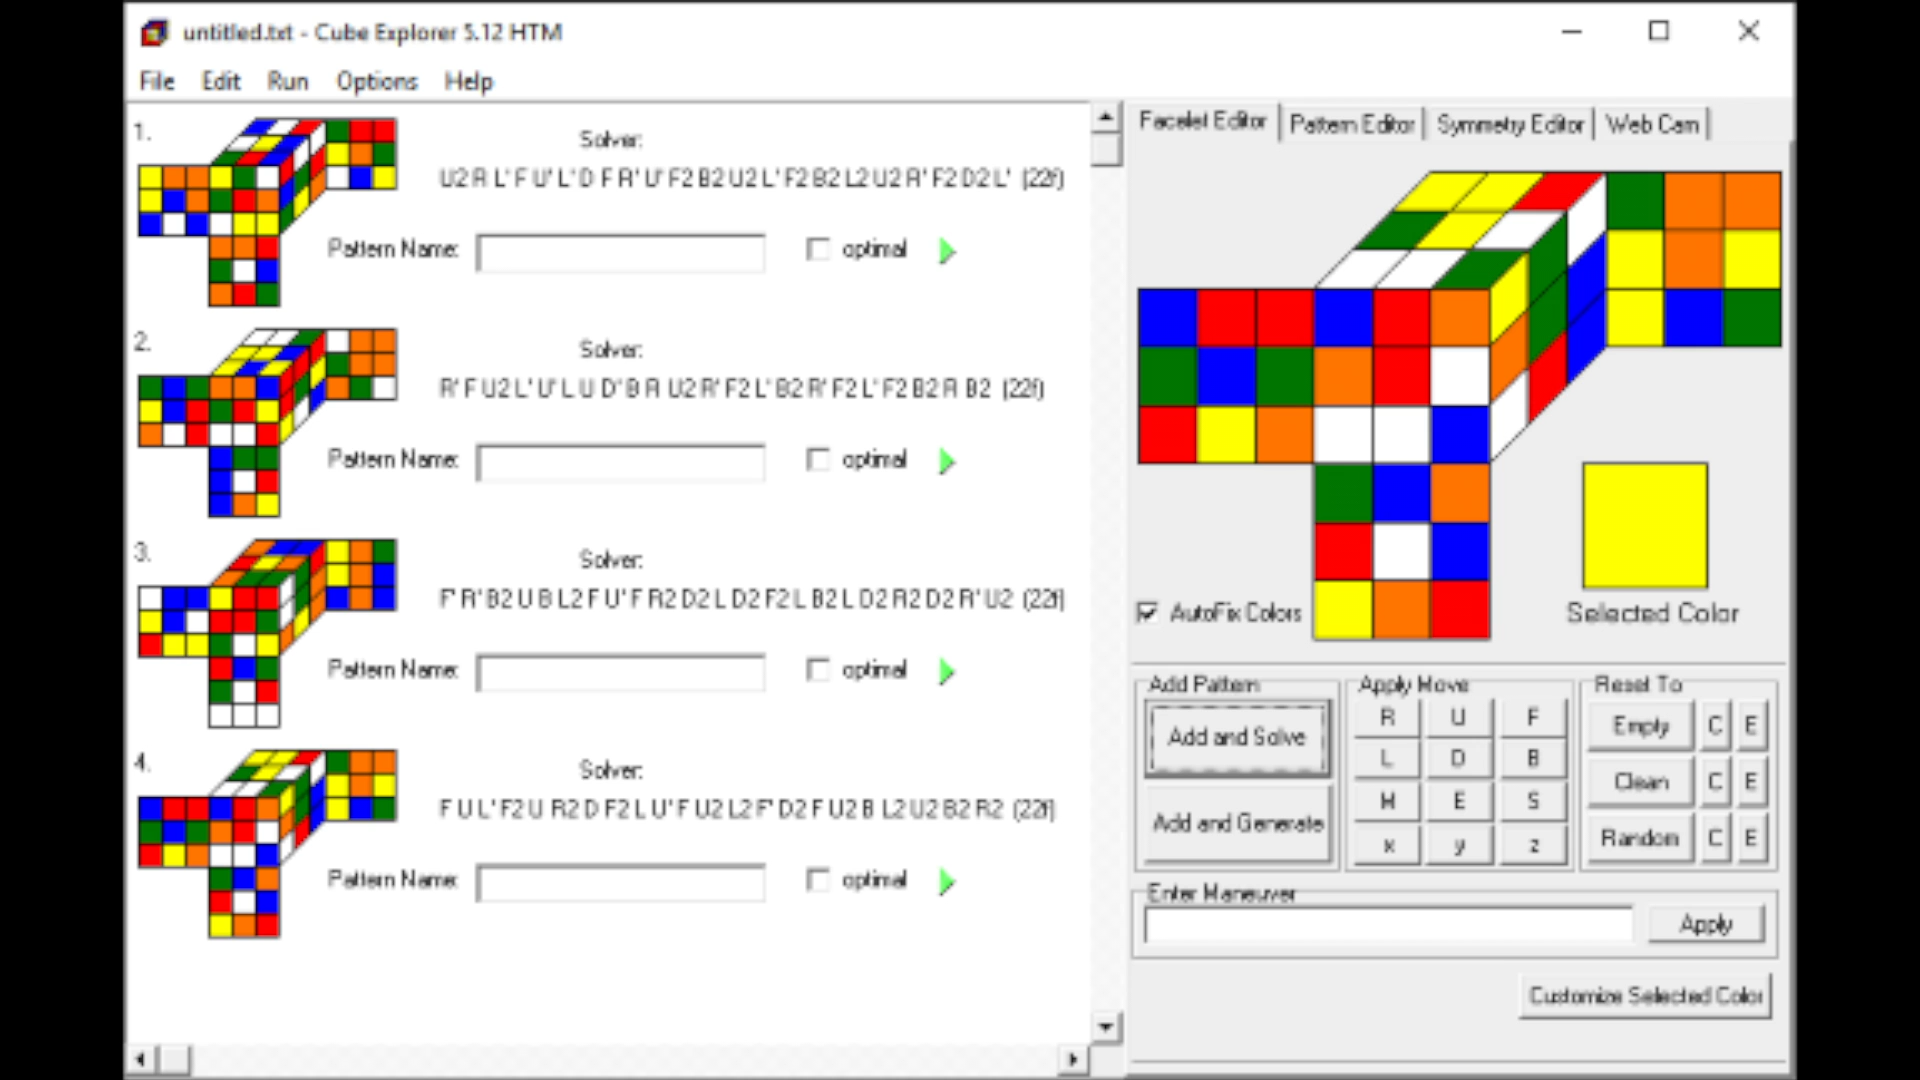 untitled.txt - Cube Explorer 5.12 HTM
File Edit Run Options Help
1.
Solver:
U2 R L' F U' L' D F R' U' F2 B2 U2 L' F2 B2 L2 U2 R' F2 D2 L' (22f)
Pattern Name:
optimal
2.
Solver:
R' F U2 L' U' L U D' B R U2 R' F2 L' B2 R' F2 L' F2 B2 R B2 (22f)
Pattern Name:
optimal
3.
Solver:
F' R' B2 U B L2 F U' F R2 D2 L D2 F2 L B2 L D2 R2 D2 R' U2 (22f)
Pattern Name:
optimal
4.
Solver:
F U L' F2 U R2 D F2 L U' F U2 L2 F' D2 F U2 B L2 U2 B2 R2 (22f)
Pattern Name:
optimal
Facelet Editor Pattern Editor Symmetry Editor Web Cam
AutoFix Colors
Selected Color
Add Pattern Apply Move Reset To
Add and Solve
Add and Generate
R U F
L D B
M E S
x y z
Empty C E
Clean C E
Random C E
Enter Maneuver
Apply
Customize Selected Color